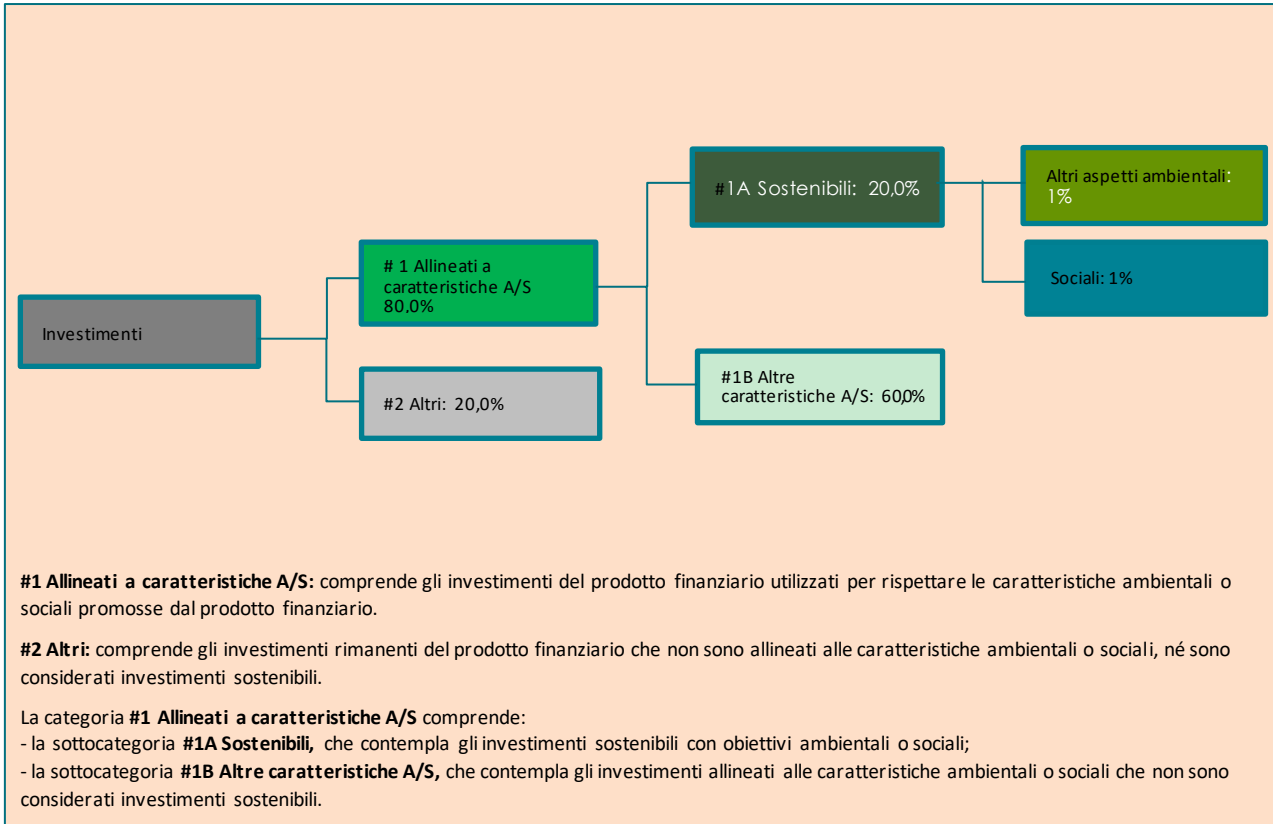 #1A Sostenibili: 20,0%
Altri aspetti ambientali:
1%
# 1 Allineati a
caratteristiche A/S
80,0%
Sociali: 1%
Investimenti
#1B Altre
caratteristiche A/S: 60,0%
#2 Altri: 20,0%
#1 Allineati a caratteristiche A/S: comprende gli investimenti del prodotto finanziario utilizzati per rispettare le caratteristiche ambientali o
sociali promosse dal prodotto finanziario.
#2 Altri: comprende gli investimenti rimanenti del prodotto finanziario che non sono allineati alle caratteristiche ambientali o sociali, né sono
considerati investimenti sostenibili.
La categoria #1 Allineati a caratteristiche A/S comprende:
- la sottocategoria #1A Sostenibili, che contempla gli investimenti sostenibili con obiettivi ambientali o sociali;
- la sottocategoria #1B Altre caratteristiche A/S, che contempla gli investimenti allineati alle caratteristiche ambientali o sociali che non sono
considerati investimenti sostenibili.